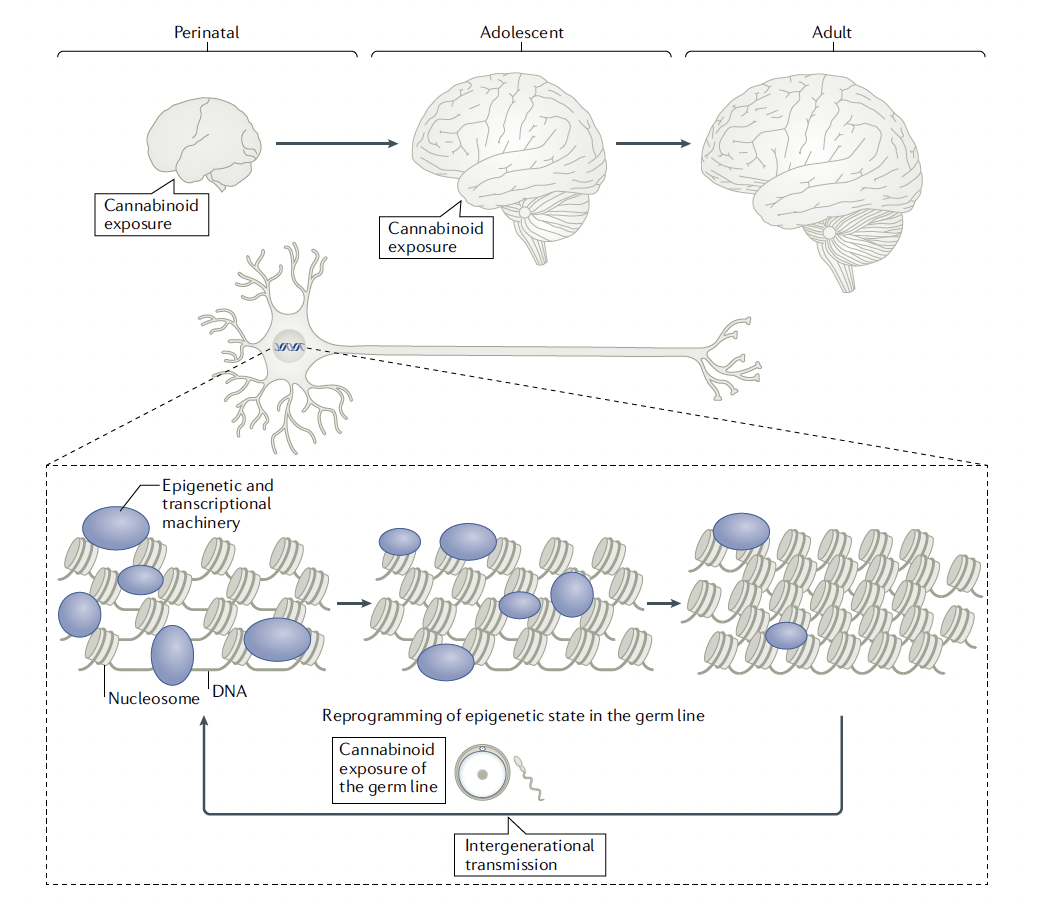 Perinatal
Adolescent
Adult
Cannabinoid
exposure
Cannabinoid
exposure
Epigenetic and
transcriptional
machinery
Nucleosome
DNA
Reprogramming of epigenetic state in the germ line
Cannabinoid
exposure of
the germ line
Intergenerational
transmission